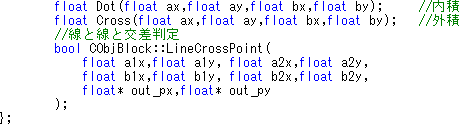 float Dot(float ax,float ay,float bx,float by);    //内積
float Cross(float ax,float ay,float bx,float by);    //外積
//線と線と交差判定
bool CObjBlock::LineCrossPoint(
float a1x,float a1y, float a2x,float a2y,
float b1x,float b1y, float b2x,float b2y,
float* out_px,float* out_py
);
};